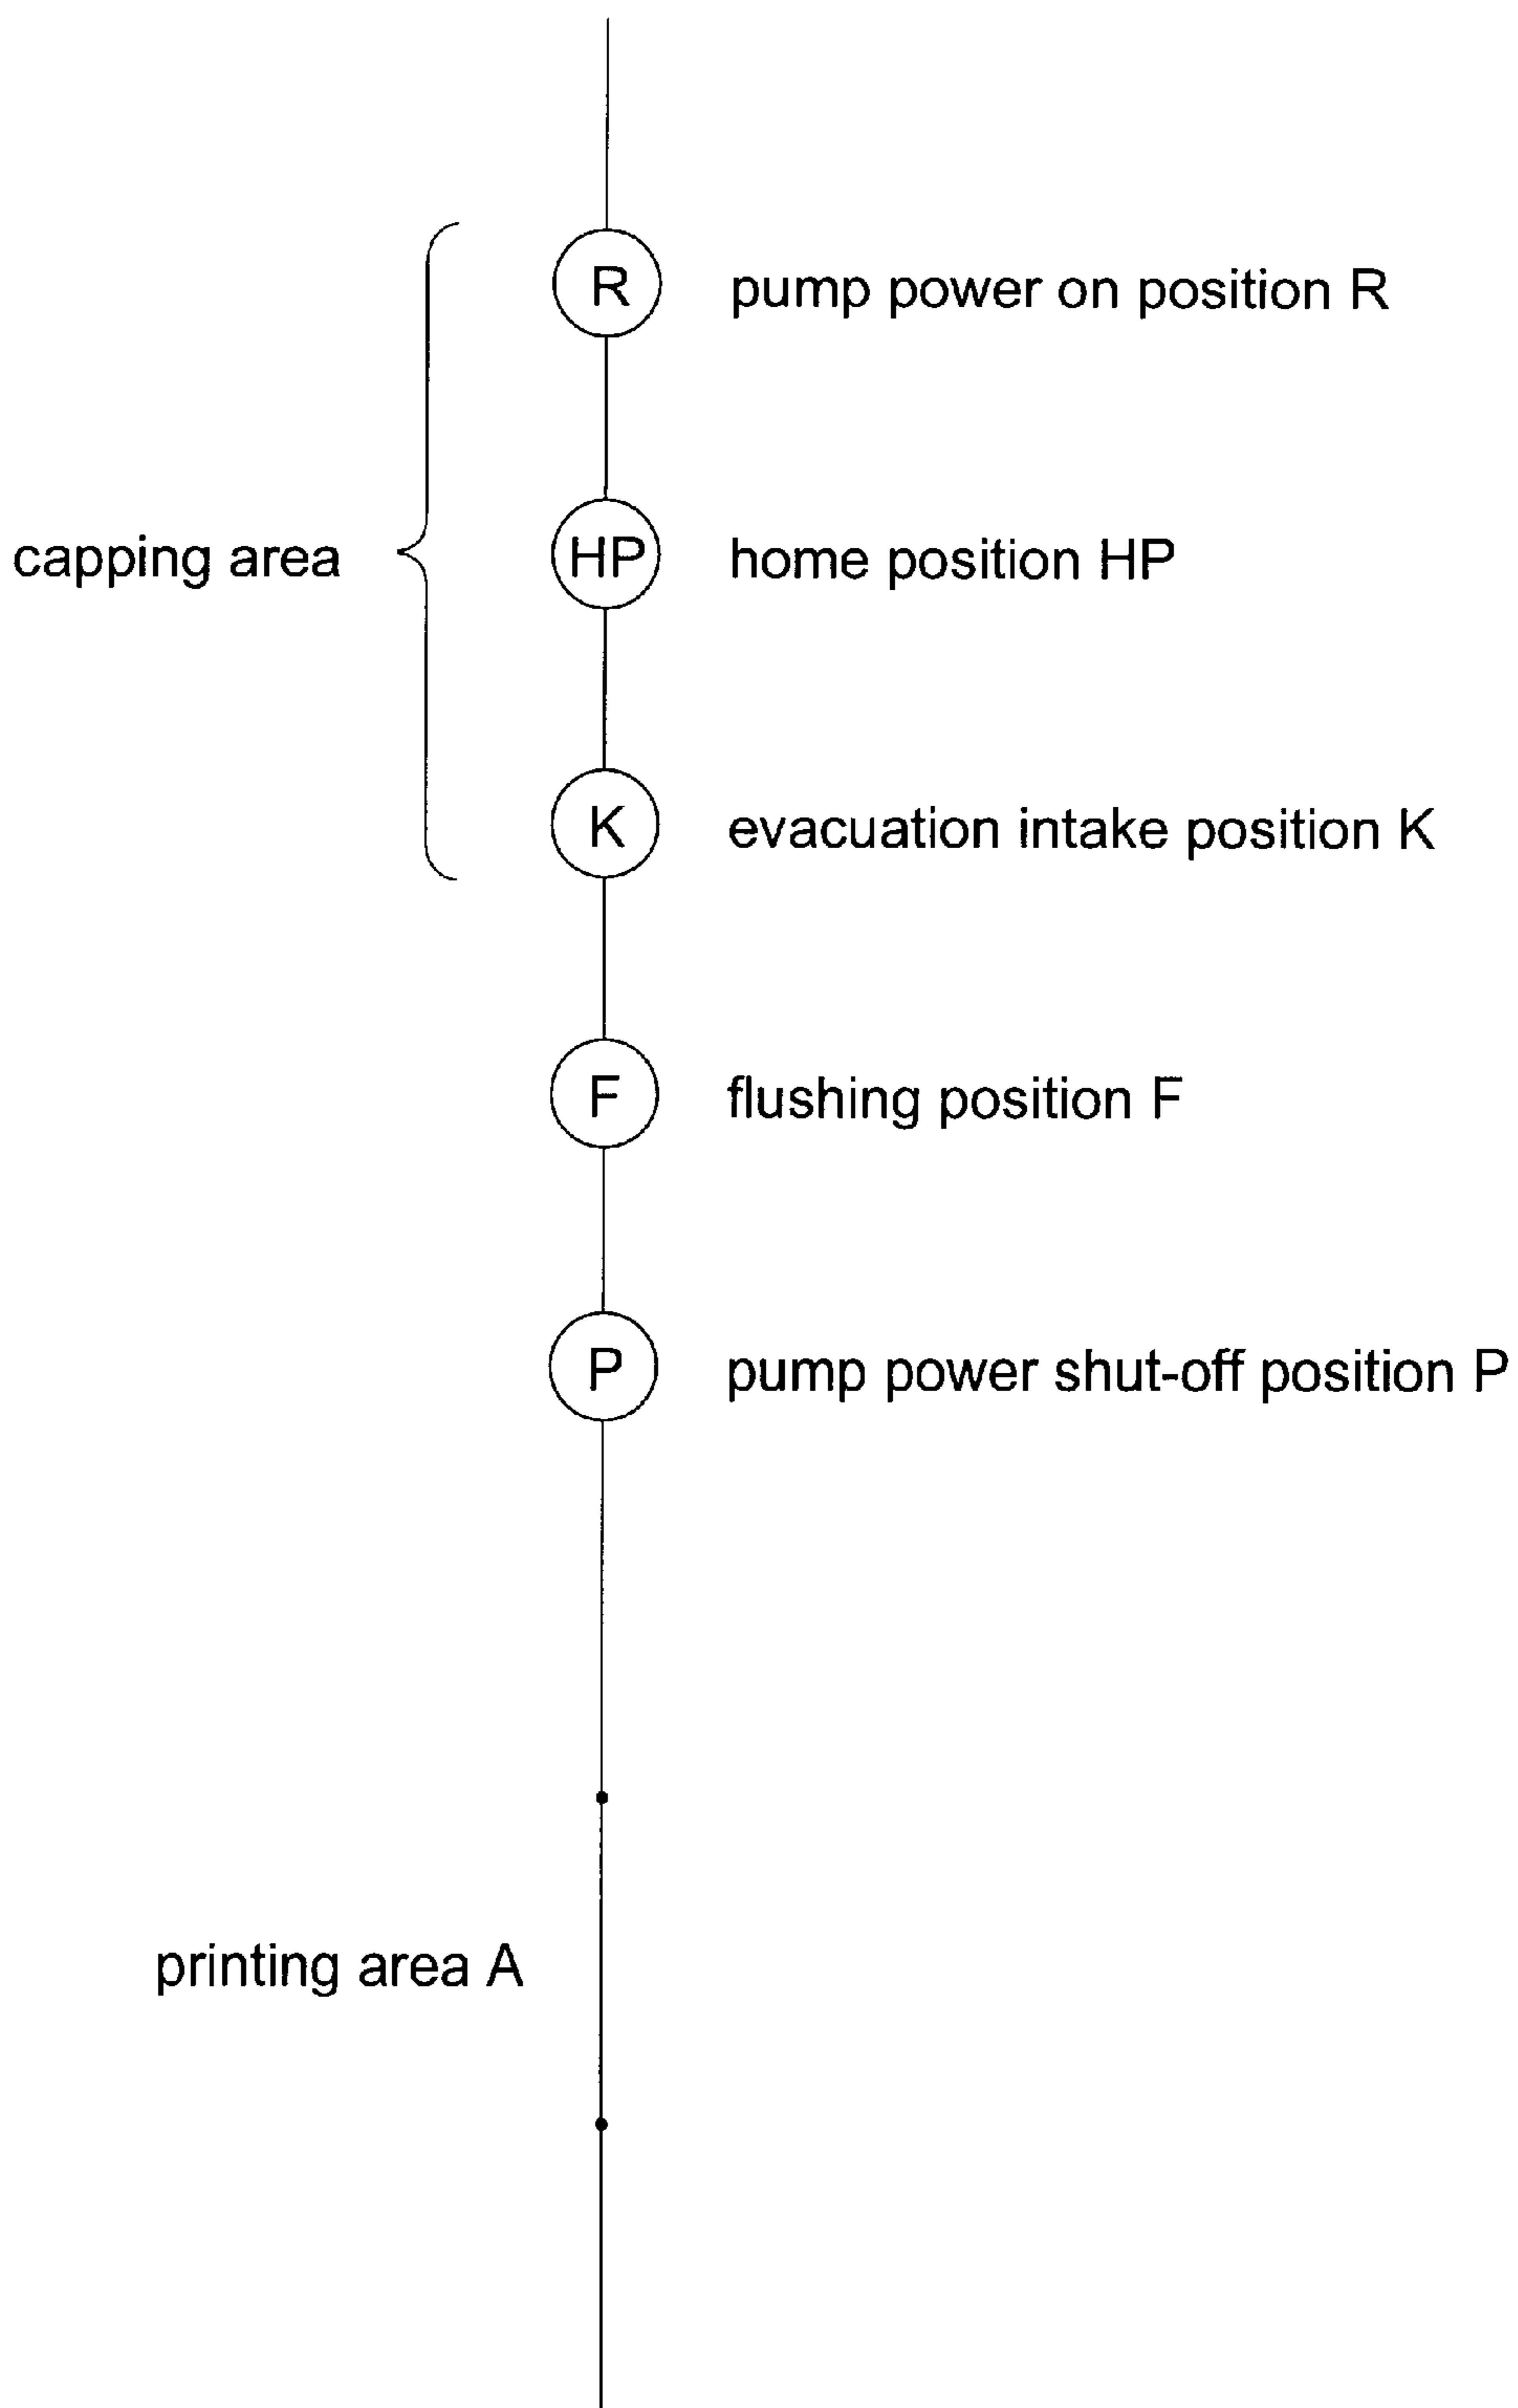 R
pump power on position R
capping area
HP
home position HP
K
evacuation intake position K
F
flushing position F
P
pump power shut-off position P
printing area A